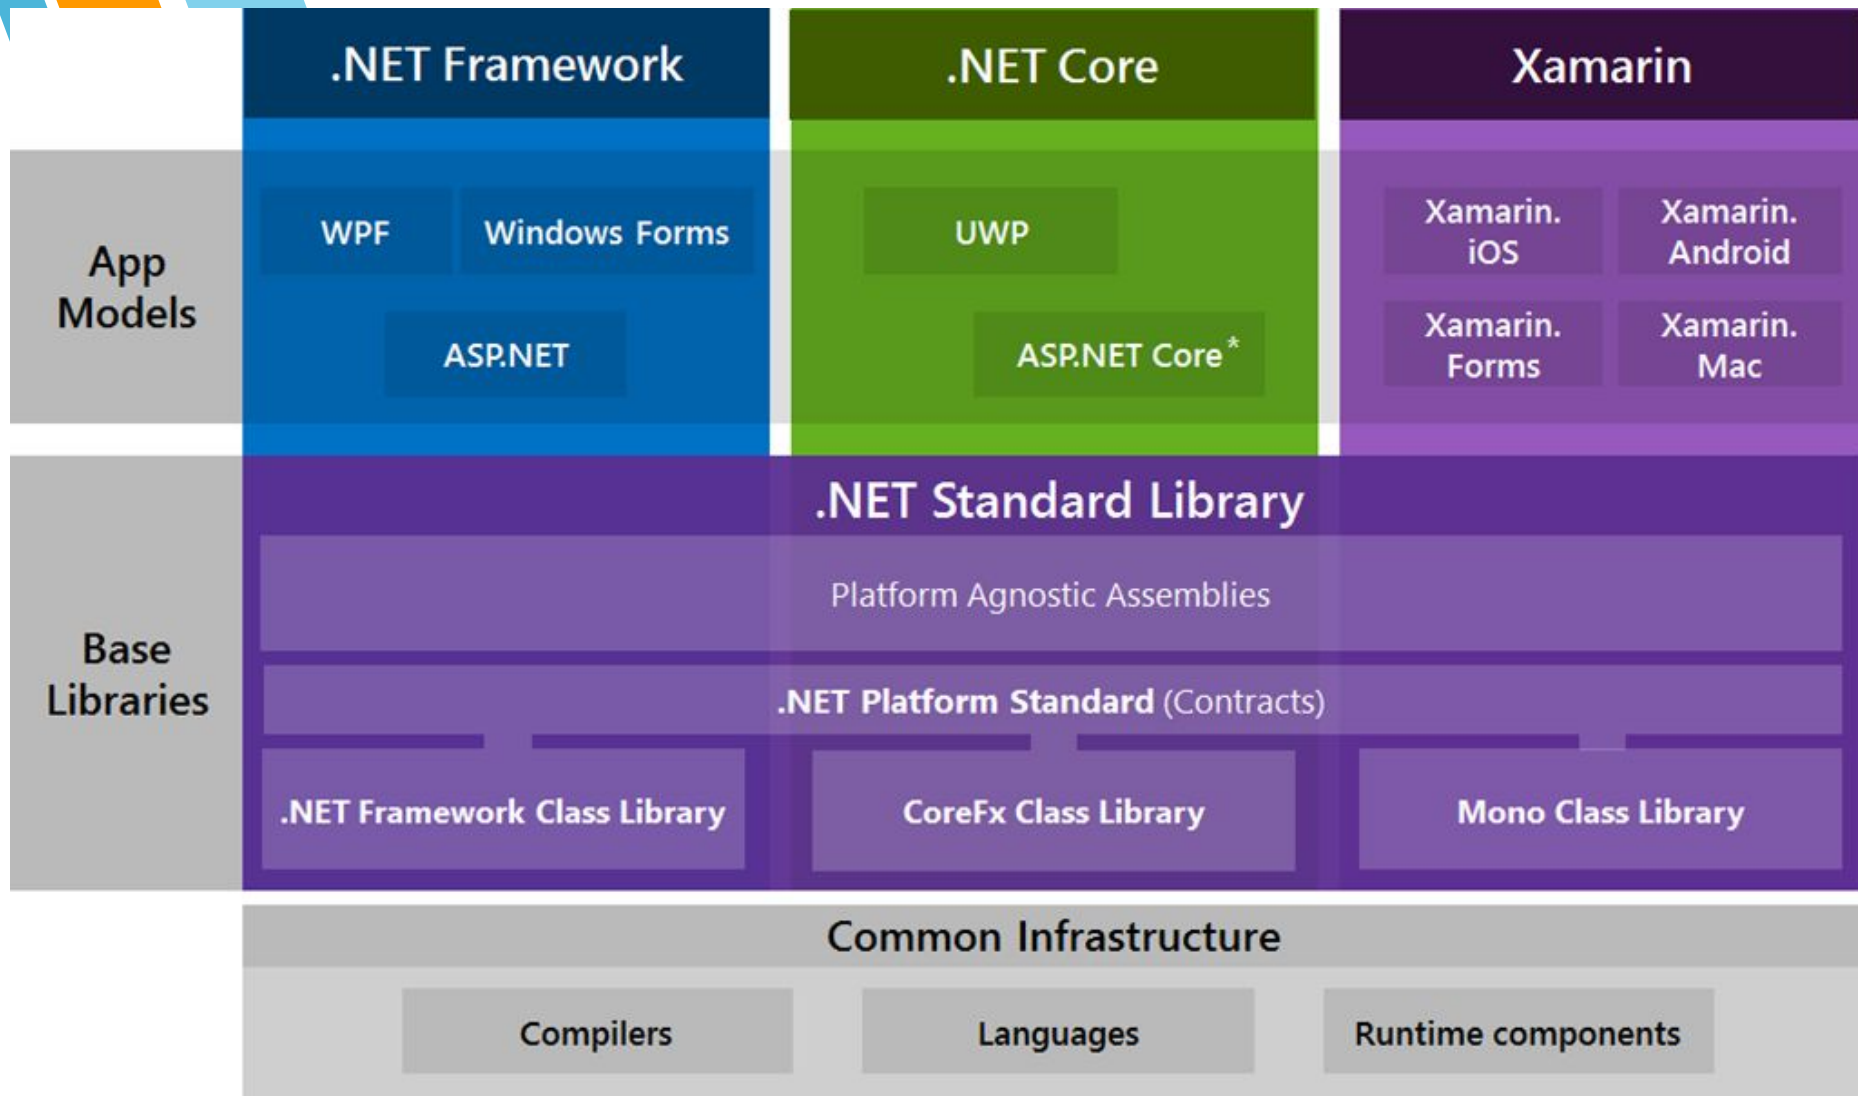 .NET Framework
.NET Core
Xamarin
App
Models
WPF
Windows Forms
ASP.NET
UWP
ASP.NET Core*
Xamarin.
iOS
Xamarin.
Android
Xamarin.
Forms
Xamarin.
Mac
Base
Libraries
.NET Standard Library
Platform Agnostic Assemblies
.NET Platform Standard (Contracts)
.NET Framework Class Library
CoreFx Class Library
Mono Class Library
Common Infrastructure
Compilers
Languages
Runtime components